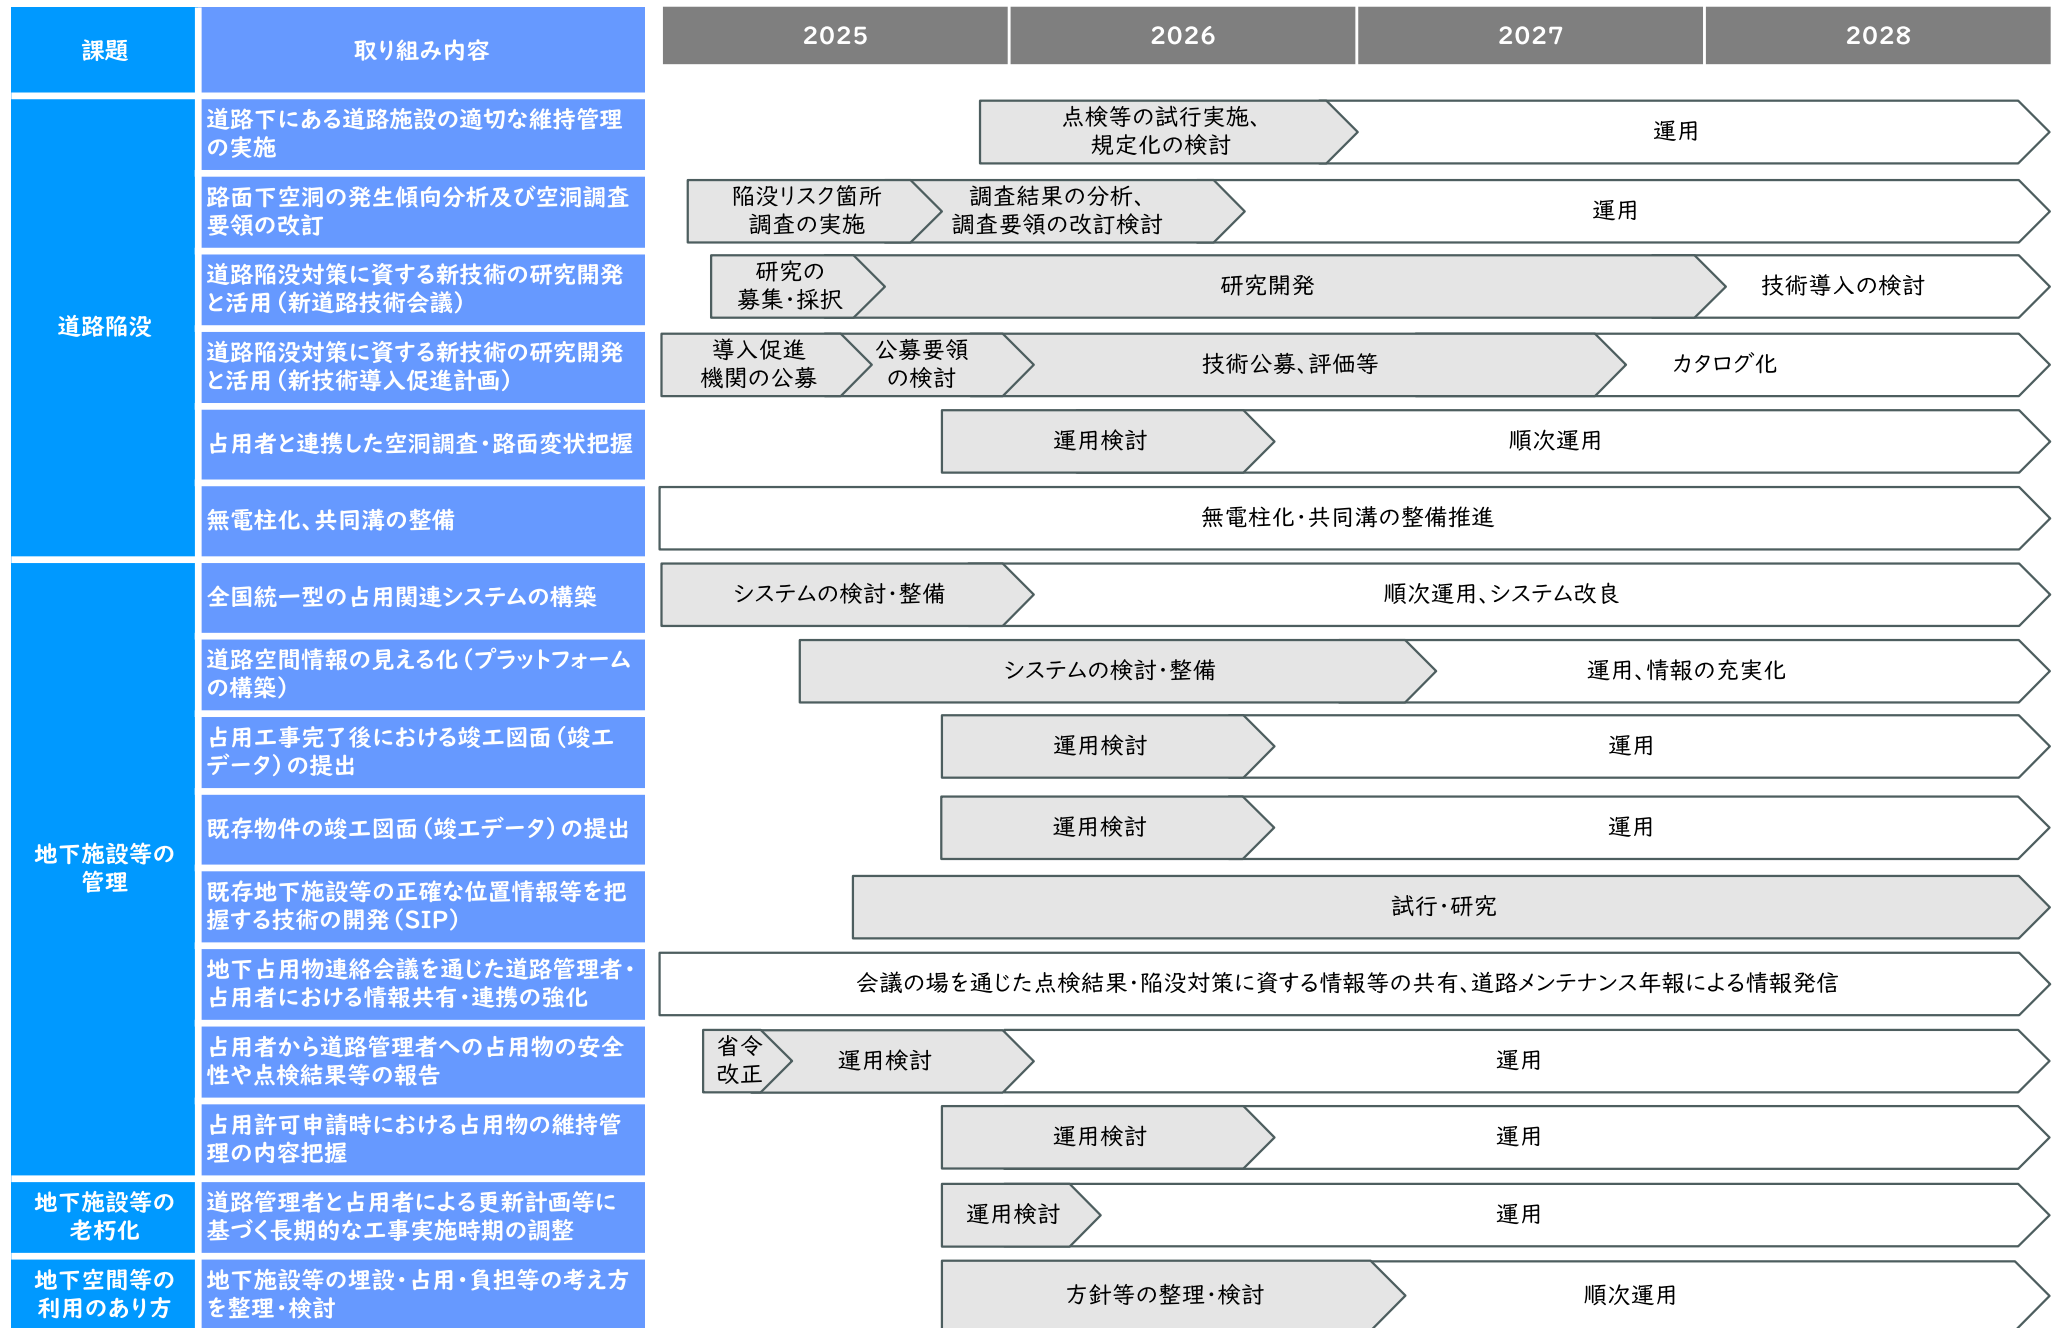 課題
取り組み内容
2025
2026
2027
2028
道路陥没
道路下にある道路施設の適切な維持管理
の実施
点検等の試行実施、
規定化の検討
運用
路面下空洞の発生傾向分析及び空洞調査
要領の改訂
陥没リスク箇所
調査の実施
調査結果の分析、
調査要領の改訂検討
運用
道路陥没対策に資する新技術の研究開発
と活用（新道路技術会議）
研究の
募集・採択
研究開発
技術導入の検討
道路陥没対策に資する新技術の研究開発
と活用（新技術導入促進計画）
導入促進
機関の公募
公募要領
の検討
技術公募、評価等
カタログ化
占用者と連携した空洞調査・路面変状把握
運用検討
順次運用
無電柱化、共同溝の整備
無電柱化・共同溝の整備推進
地下施設等の
管理
全国統一型の占用関連システムの構築
システムの検討・整備
順次運用、システム改良
道路空間情報の見える化（プラットフォーム
の構築）
システムの検討・整備
運用、情報の充実化
占用工事完了後における竣工図面（竣工
データ）の提出
運用検討
運用
既存物件の竣工図面（竣工データ）の提出
運用検討
運用
既存地下施設等の正確な位置情報等を把
握する技術の開発（SIP）
試行・研究
地下占用物連絡会議を通じた道路管理者・
占用者における情報共有・連携の強化
会議の場を通じた点検結果・陥没対策に資する情報等の共有、道路メンテナンス年報による情報発信
占用者から道路管理者への占用物の安全
性や点検結果等の報告
省令
改正
運用検討
運用
占用許可申請時における占用物の維持管
理の内容把握
運用検討
運用
地下施設等の
老朽化
道路管理者と占用者による更新計画等に
基づく長期的な工事実施時期の調整
運用検討
運用
地下空間等の
利用のあり方
地下施設等の埋設・占用・負担等の考え方
を整理・検討
方針等の整理・検討
順次運用